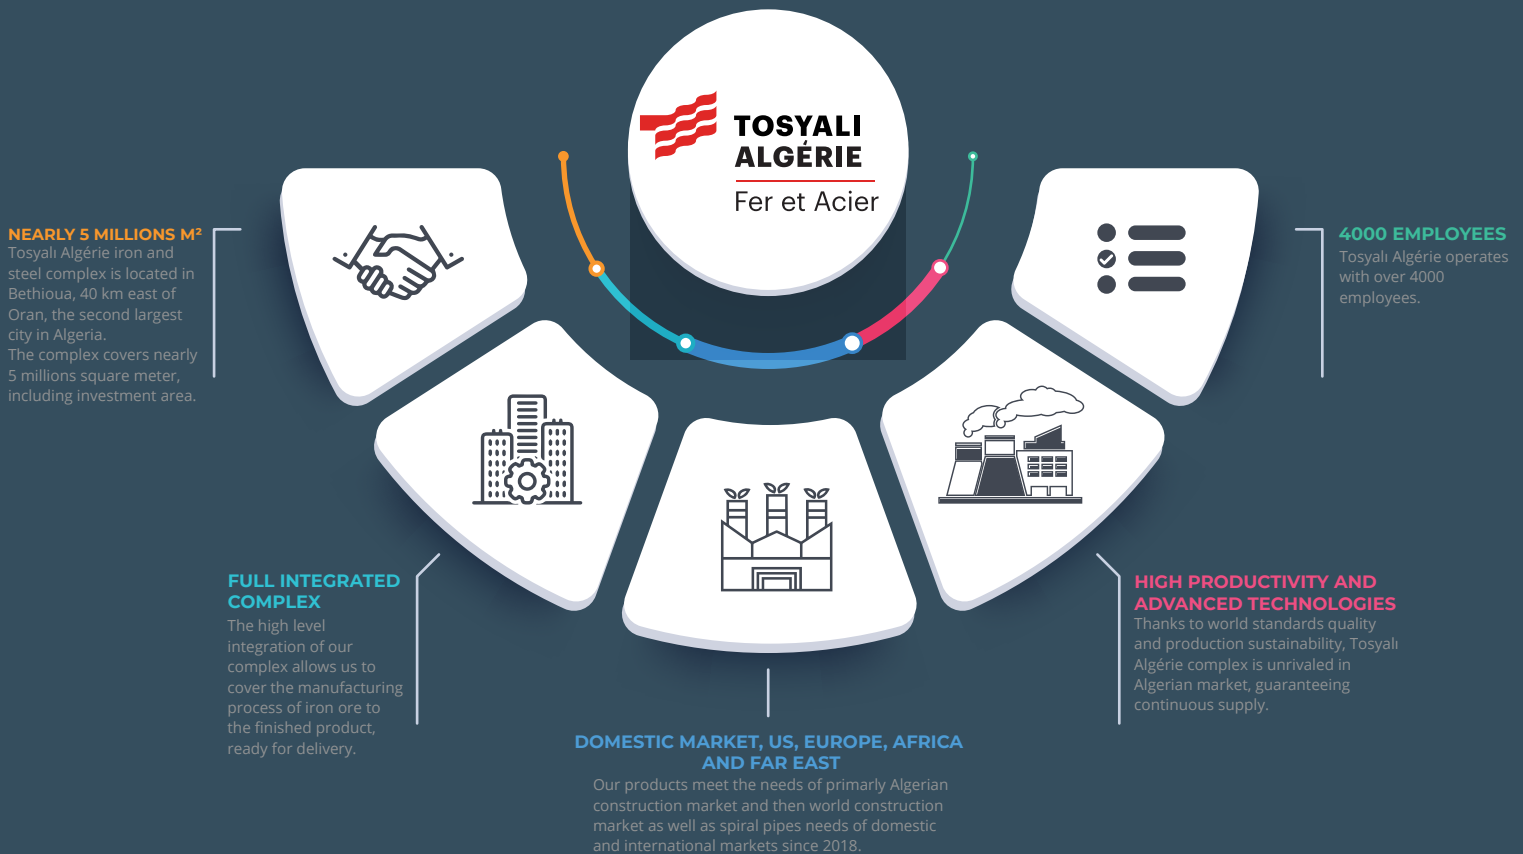 TOSYALI
ALGÉRIE
Fer et Acier
NEARLY 5 MILLIONS M²
Tosyalı Algérie iron and
steel complex is located in
Bethioua, 40 km east of
Oran, the second largest
city in Algeria.
The complex covers nearly
5 millions square meter,
including investment area.
FULL INTEGRATED
COMPLEX
The high level
integration of our
complex allows us to
cover the manufacturing
process of iron ore to
the finished product,
ready for delivery.
DOMESTIC MARKET, US, EUROPE, AFRICA
AND FAR EAST
Our products meet the needs of primarly Algerian
construction market and then world construction
market as well as spiral pipes needs of domestic
and international markets since 2018.
HIGH PRODUCTIVITY AND
ADVANCED TECHNOLOGIES
Thanks to world standards quality
and production sustainability, Tosyalı
Algérie complex is unrivaled in
Algerian market, guaranteeing
continuous supply.
4000 EMPLOYEES
Tosyalı Algérie operates
with over 4000
employees.